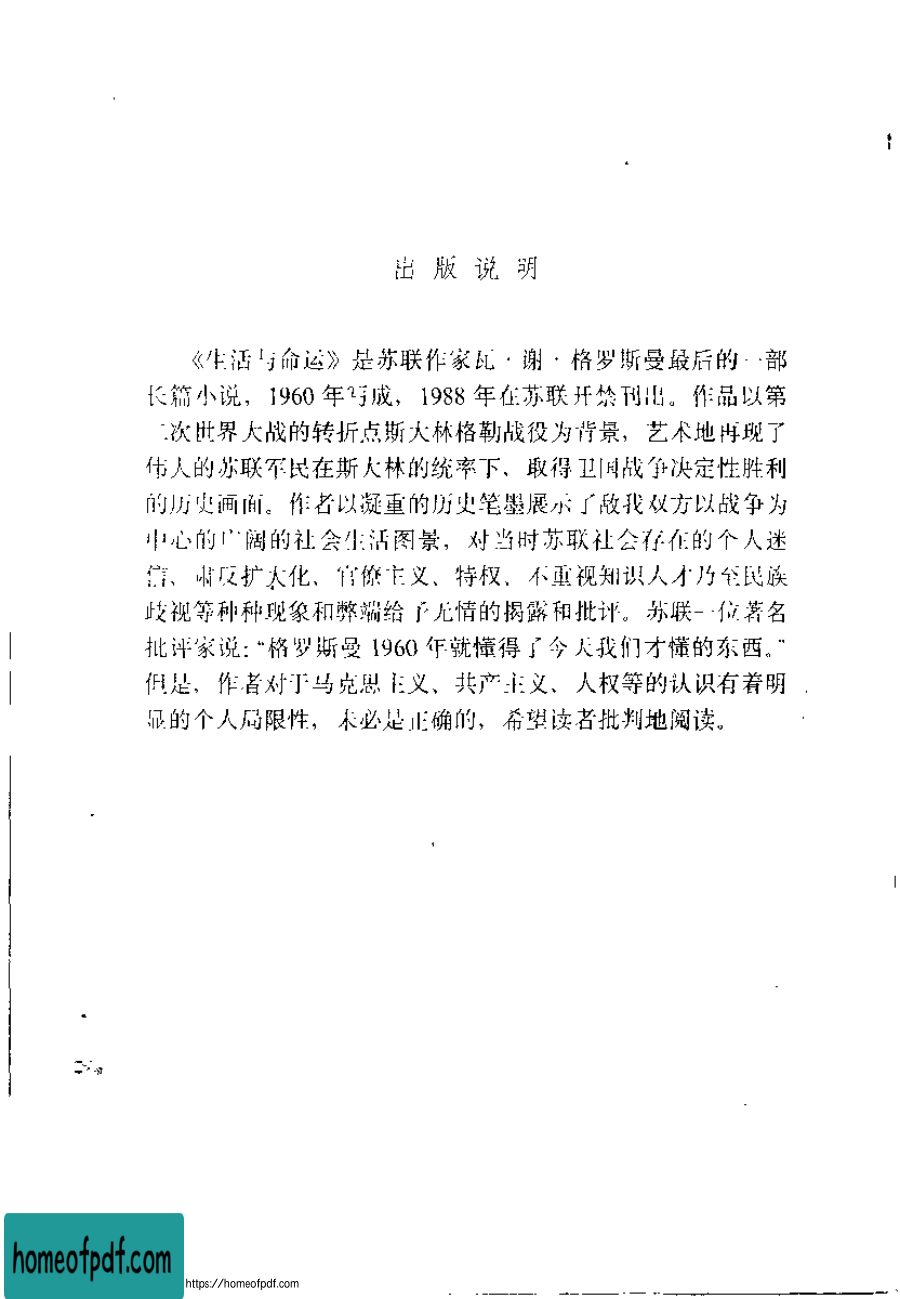 出版说明
《生活与命运》是苏联作家瓦·谢·格罗斯曼最后的一部
长篇小说，1960 年写成，1988 年在苏联开禁刊出。作品以第
二次世界大战的转折点斯大林格勒战役为背景，艺术地再现了
伟大的苏联军民在斯大林的统率下，取得卫国战争决定性胜利
的历史画面。作者以凝重的历史笔墨展示了敌我双方以战争为
中心的广阔的社会生活图景，对当时苏联社会存在的个人迷
信、肃反扩大化、官僚主义、特权、不重视知识人才乃至民族
歧视等种种现象和弊端给予无情的揭露和批评。苏联一位著名
批评家说：“格罗斯曼 1960 年就懂得了今天我们才懂的东西。”
但是，作者对于马克思主义、共产主义、人权等的认识有着明
显的个人局限性，未必是正确的，希望读者批判地阅读。
homeofpdf.com
https://homeofpdf.com